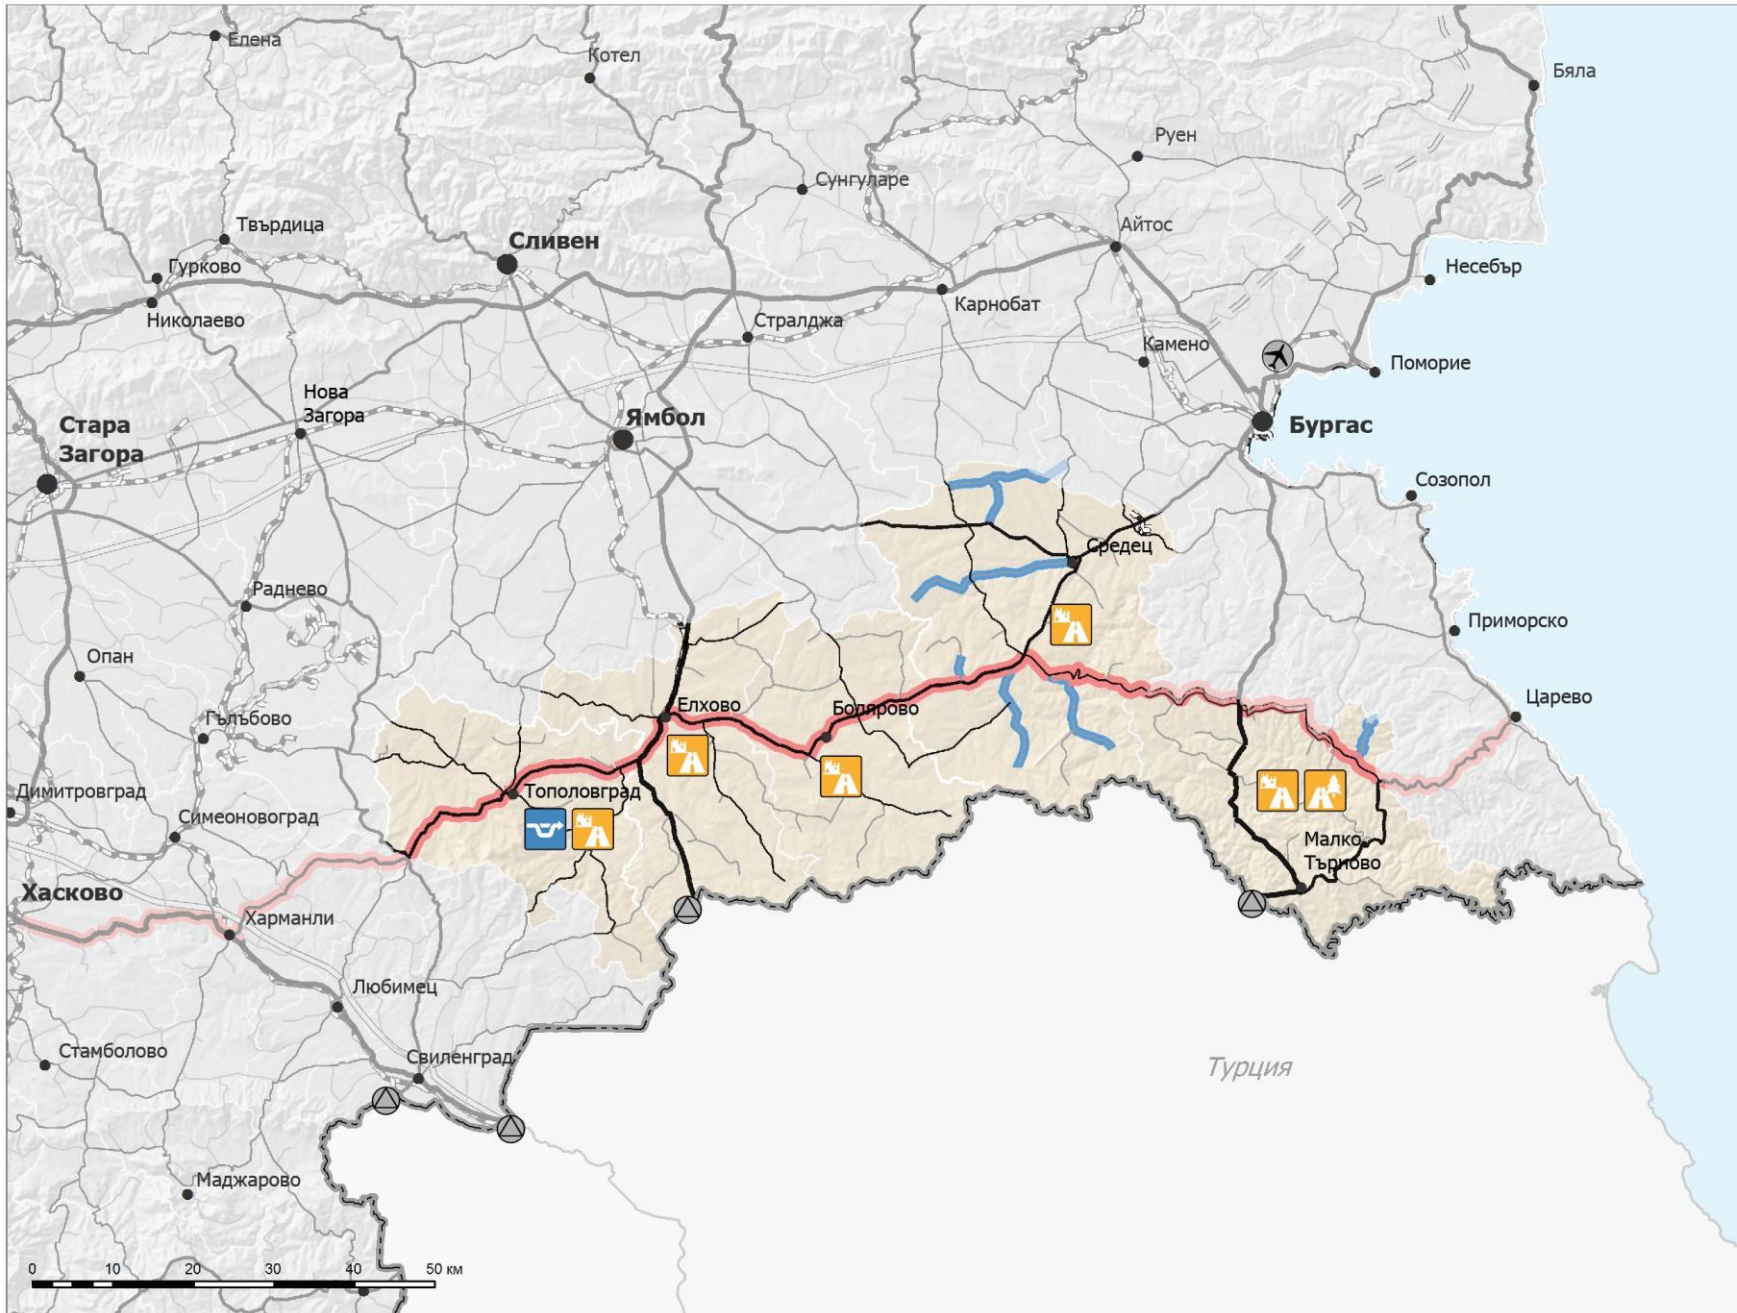 Елена
Котел
Бяла
Руен
Сунгуларе
Твърдица
Айтос
Сливен
Гурково
Несебър
Карнобат
Николаево
Стралджа
Камено
Поморие
Нова
Загора
Ямбол
Стара
Загора
Бургас
Созопол
Средец
Раднево
Приморско
Опан
Елхово
Болярово
Царево
Гълъбово
Тополовград
Димитровград
Симеоновоград
Малко
Търново
Хасково
Харманли
Любимец
Стамболово
Свиленград
Турция
Маджарово
0 10 20 30 40 50 км